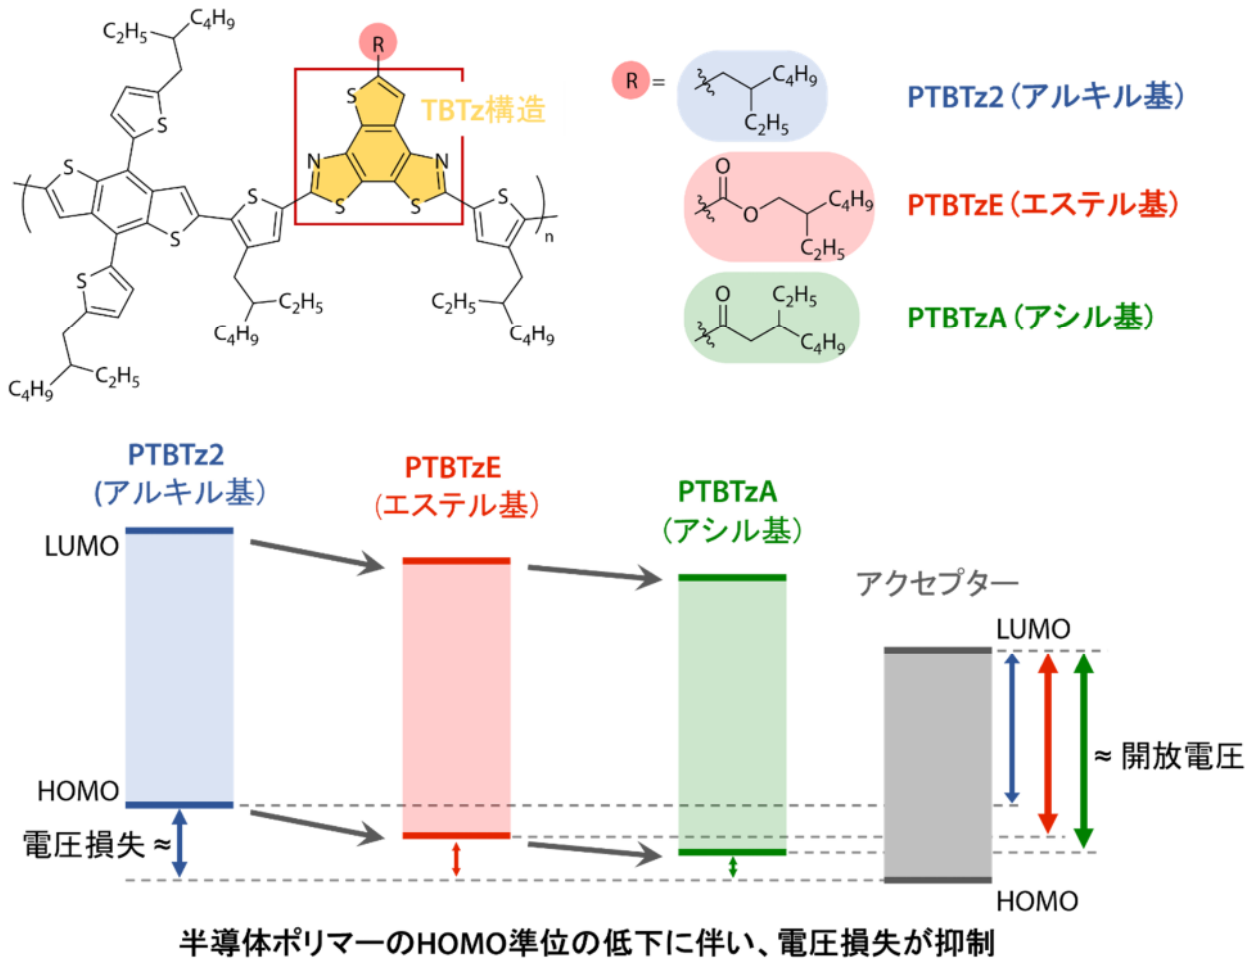 C₂H₅
C₄H₉
S
R
S
TBTz構造
N
N
S
S
S
S
S
S
S
n
C₂H₅
C₄H₉
C₂H₅
C₄H₉
C₄H₉
C₂H₅
R =
C₄H₉
C₂H₅
PTBTz2 (アルキル基)
O
O
C₄H₉
C₂H₅
PTBTzE (エステル基)
O
C₂H₅
C₄H₉
PTBTzA (アシル基)
PTBTz2
(アルキル基)
PTBTzE
(エステル基)
PTBTzA
(アシル基)
アクセプター
LUMO
LUMO
HOMO
電圧損失 ≈
≈ 開放電圧
HOMO
半導体ポリマーのHOMO準位の低下に伴い、電圧損失が抑制